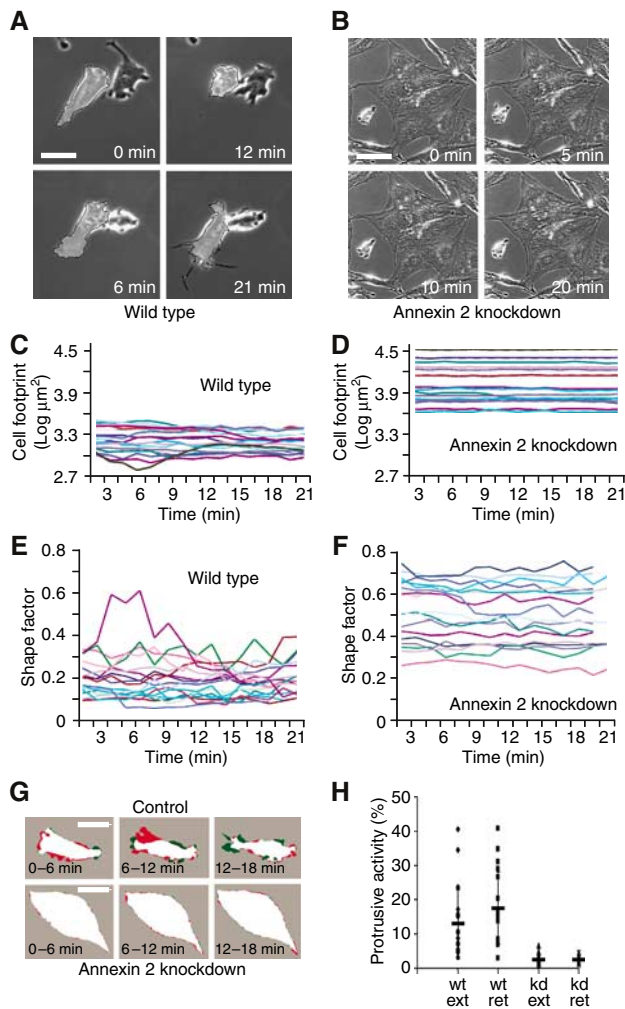 A
B
0 min
12 min
0 min
5 min
6 min
21 min
10 min
20 min
Wild type
Annexin 2 knockdown
C
4.5
3.9
3.3
2.7
Cell footprint
(Log μm²)
Wild type
3 6 9 12 15 18 21
Time (min)
D
4.5
3.9
3.3
2.7
Cell footprint
(Log μm²)
Annexin 2 knockdown
3 6 9 12 15 18 21
Time (min)
E
0.8
0.6
0.4
0.2
0
Shape factor
Wild type
3 6 9 12 15 18 21
Time (min)
F
0.8
0.6
0.4
0.2
0
Shape factor
Annexin 2 knockdown
3 6 9 12 15 18 21
Time (min)
G
Control
0–6 min
6–12 min
12–18 min
0–6 min
6–12 min
12–18 min
Annexin 2 knockdown
H
50
40
30
20
10
0
Protrusive activity (%)
wt
ext
wt
ret
kd
ext
kd
ret